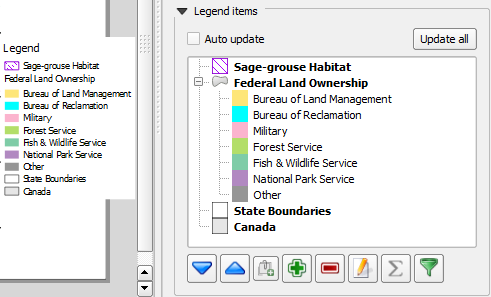 Legend
Sage-grouse Habitat
Federal Land Ownership
Bureau of Land Management
Bureau of Reclamation
Military
Forest Service
Fish & Wildlife Service
National Park Service
Other
State Boundaries
Canada
Legend items
Auto update
Update all
Sage-grouse Habitat
Federal Land Ownership
Bureau of Land Management
Bureau of Reclamation
Military
Forest Service
Fish & Wildlife Service
National Park Service
Other
State Boundaries
Canada
Σ